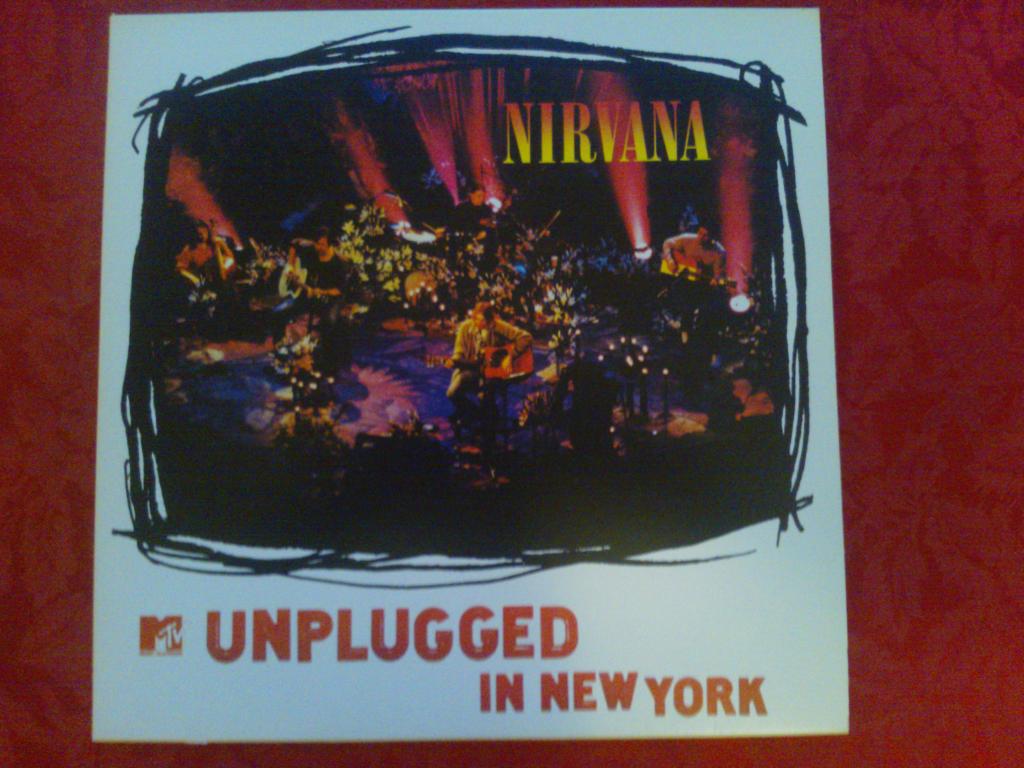 NIRVANA
MTV UNPLUGGED
IN NEW YORK